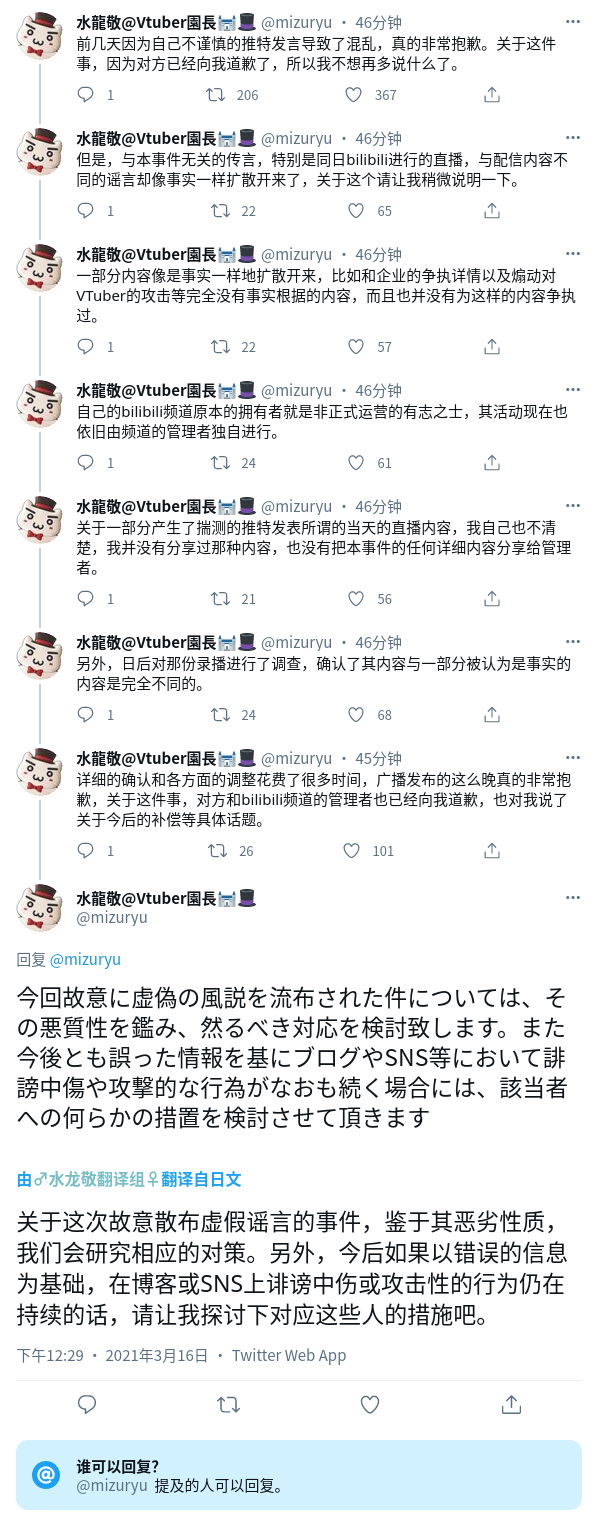 水龍敬@Vtuber園長🏰🎩 @mizuryu · 46分钟
前几天因为自己不谨慎的推特发言导致了混乱，真的非常抱歉。关于这件
事，因为对方已经向我道歉了，所以我不想再多说什么了。
1 206 367
水龍敬@Vtuber園長🏰🎩 @mizuryu · 46分钟
但是，与本事件无关的传言，特别是同日bilibili进行的直播，与配信内容不
同的谣言却像事实一样扩散开来了，关于这个请让我稍微说明一下。
1 22 65
水龍敬@Vtuber園長🏰🎩 @mizuryu · 46分钟
一部分内容像是事实一样地扩散开来，比如和企业的争执详情以及煽动对
VTuber的攻击等完全没有事实根据的内容，而且也并没有为这样的内容争执
过。
1 22 57
水龍敬@Vtuber園長🏰🎩 @mizuryu · 46分钟
自己的bilibili频道原本的拥有者就是非正式运营的有志之士，其活动现在也
依旧由频道的管理者独自进行。
1 24 61
水龍敬@Vtuber園長🏰🎩 @mizuryu · 46分钟
关于一部分产生了揣测的推特发表所谓的当天的直播内容，我自己也不清
楚，我并没有分享过那种内容，也没有把本事件的任何详细内容分享给管理
者。
1 21 56
水龍敬@Vtuber園長🏰🎩 @mizuryu · 46分钟
另外，日后对那份录播进行了调查，确认了其内容与一部分被认为是事实的
内容是完全不同的。
1 24 68
水龍敬@Vtuber園長🏰🎩 @mizuryu · 45分钟
详细的确认和各方面的调整花费了很多时间，广播发布的这么晚真的非常抱
歉，关于这件事，对方和bilibili频道的管理者也已经向我道歉，也对我说了
关于今后的补偿等具体话题。
1 26 101
水龍敬@Vtuber園長🏰🎩
@mizuryu
回复 @mizuryu
今回故意に虚偽の風説を流布された件については、そ
の悪質性を鑑み、然るべき対応を検討致します。また
今後とも誤った情報を基にブログやSNS等において誹
謗中傷や攻撃的な行為がなおも続く場合には、該当者
への何らかの措置を検討させて頂きます
由♂水龙敬翻译组♀翻译自日文
关于这次故意散布虚假谣言的事件，鉴于其恶劣性质，
我们会研究相应的对策。另外，今后如果以错误的信息
为基础，在博客或SNS上诽谤中伤或攻击性的行为仍在
持续的话，请让我探讨下对应这些人的措施吧。
下午12:29 · 2021年3月16日 · Twitter Web App
谁可以回复?
@mizuryu 提及的人可以回复。